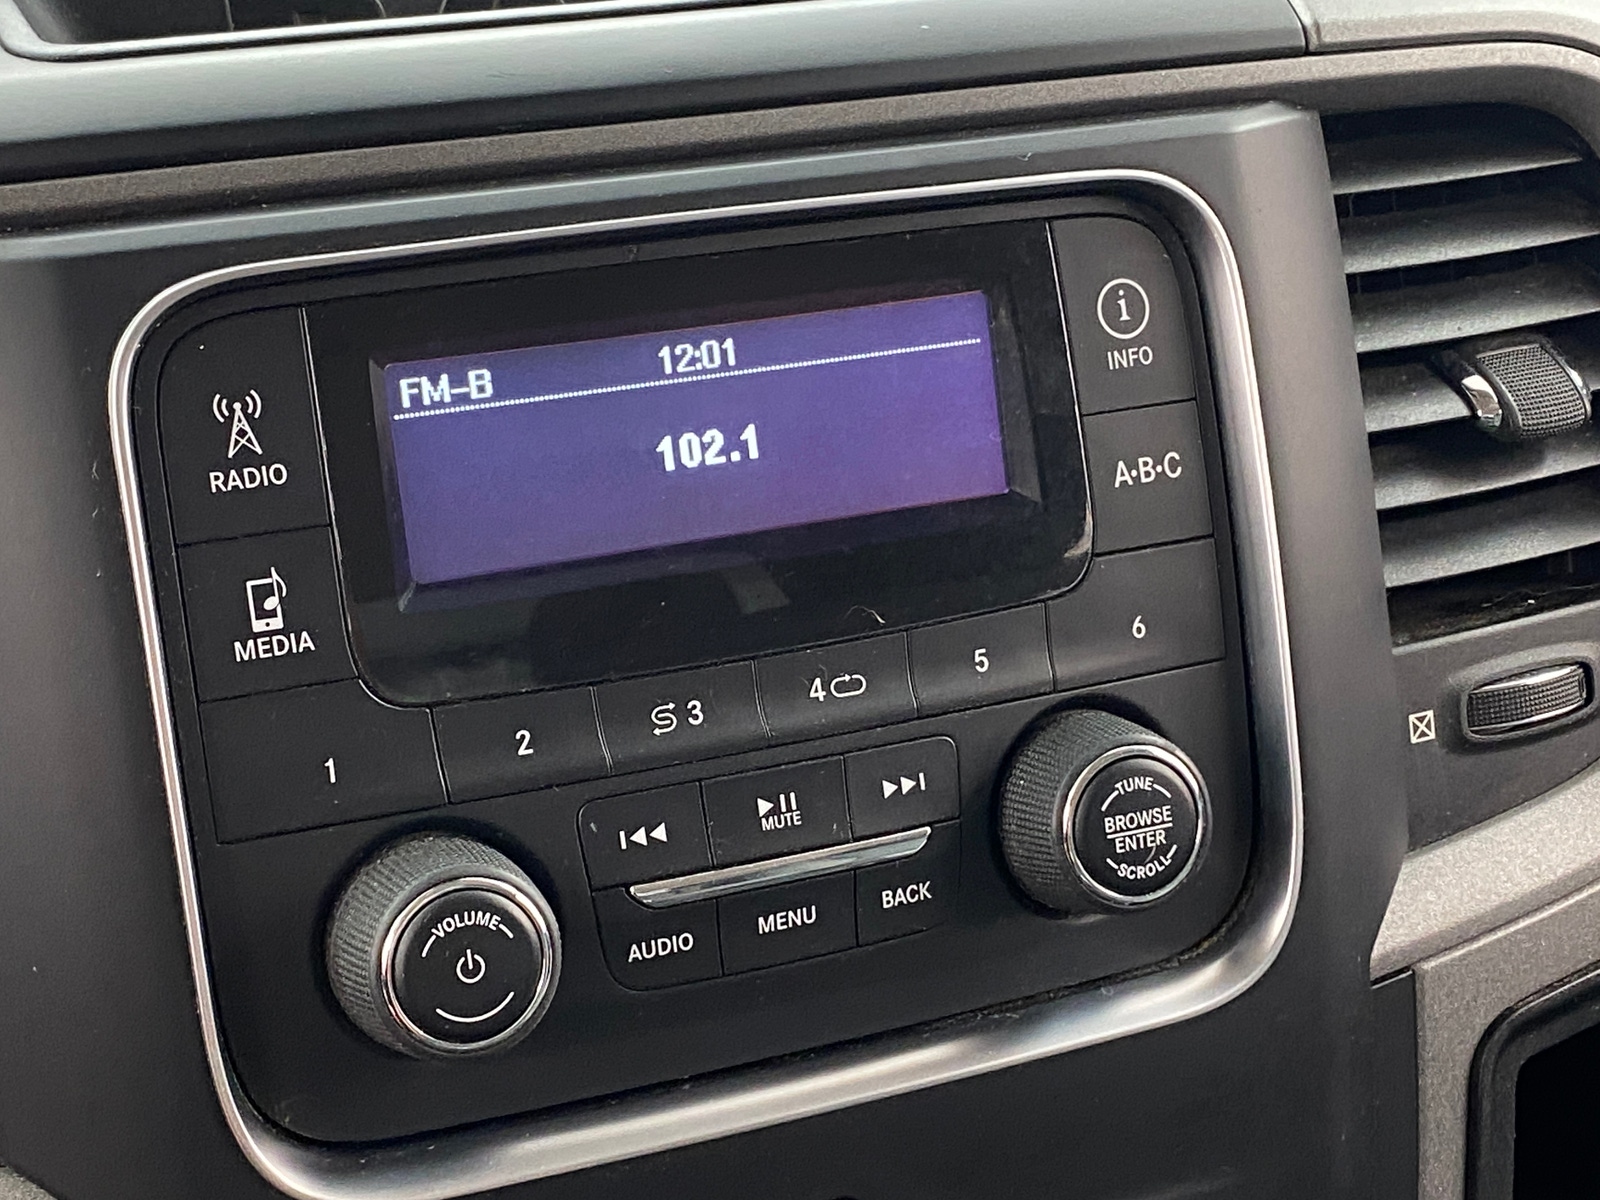 12:01
FM-B
102.1
RADIO
MEDIA
i
INFO
A·B·C
1
2
3
4
5
6
MUTE
AUDIO
MENU
BACK
VOLUME
TUNE
BROWSE
ENTER
SCROLL